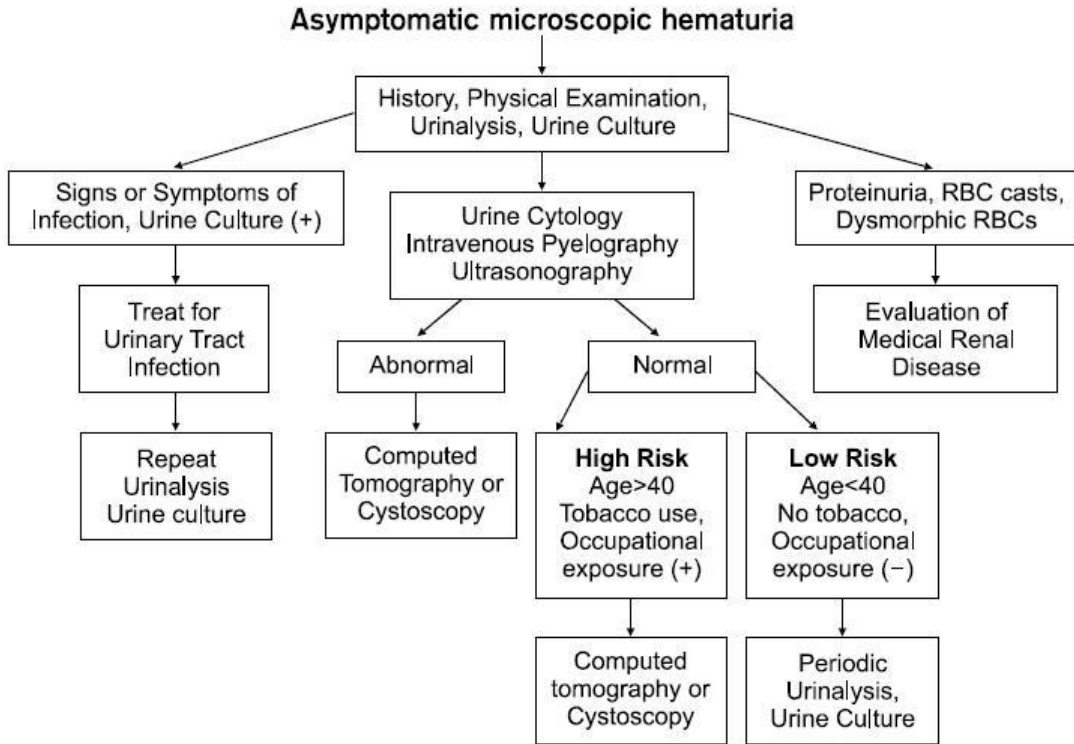 Asymptomatic microscopic hematuria
History, Physical Examination,
Urinalysis, Urine Culture
Signs or Symptoms of
Infection, Urine Culture (+)
Urine Cytology
Intravenous Pyelography
Ultrasonography
Proteinuria, RBC casts,
Dysmorphic RBCs
Treat for
Urinary Tract
Infection
Abnormal
Normal
Evaluation of
Medical Renal
Disease
Repeat
Urinalysis
Urine culture
Computed
Tomography or
Cystoscopy
High Risk
Age>40
Tobacco use,
Occupational
exposure (+)
Low Risk
Age<40
No tobacco,
Occupational
exposure (−)
Computed
tomography or
Cystoscopy
Periodic
Urinalysis,
Urine Culture